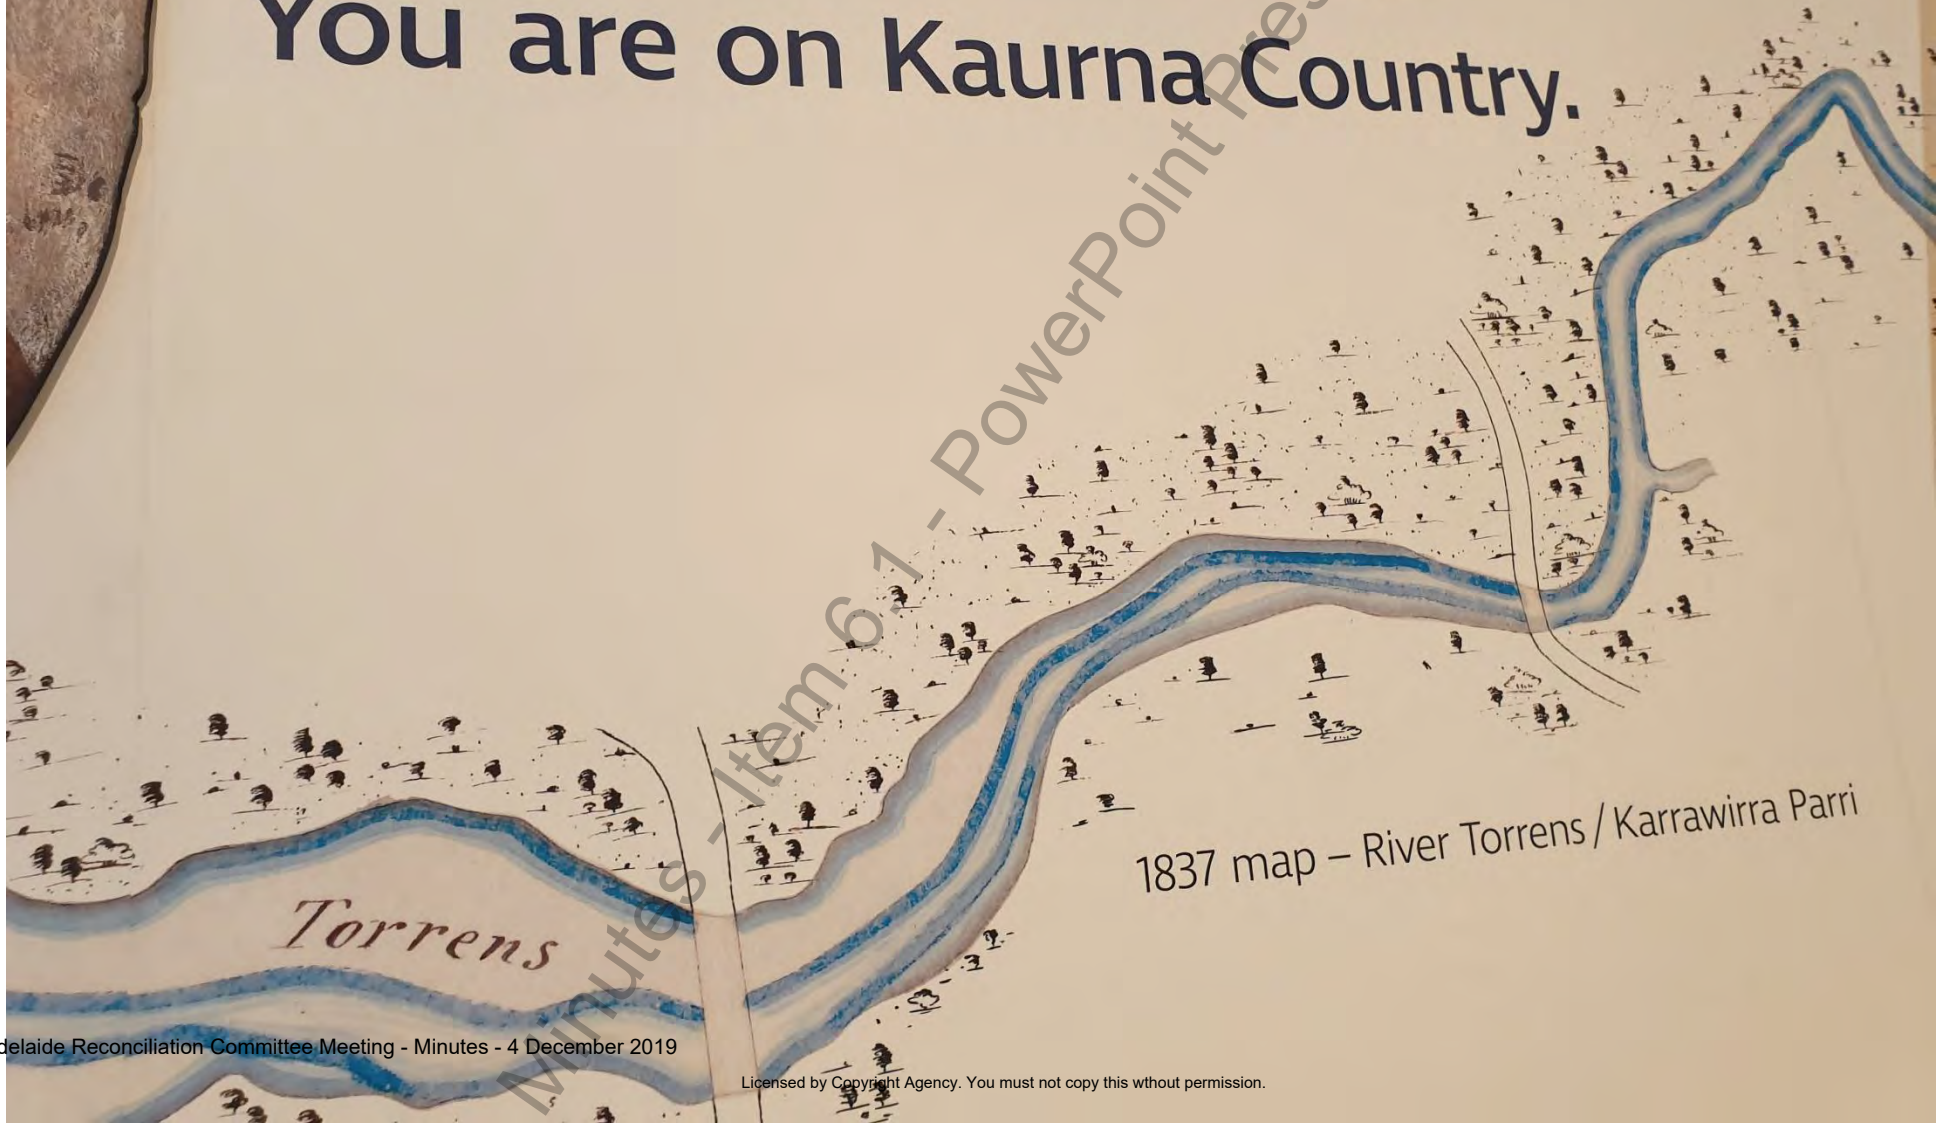 You are on Kaurna Country.
Minutes - Item 6.1 - PowerPoint Pres
1837 map – River Torrens / Karrawirra Parri
Torrens
delaide Reconciliation Committee Meeting - Minutes - 4 December 2019
Licensed by Copyright Agency. You must not copy this wthout permission.